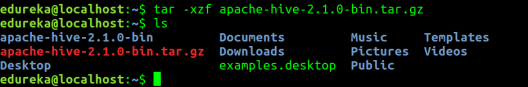 edureka@localhost:~$ tar -xzf apache-hive-2.1.0-bin.tar.gz
edureka@localhost:~$ ls
apache-hive-2.1.0-bin Documents Music Templates
apache-hive-2.1.0-bin.tar.gz Downloads Pictures Videos
Desktop examples.desktop Public
edureka@localhost:~$